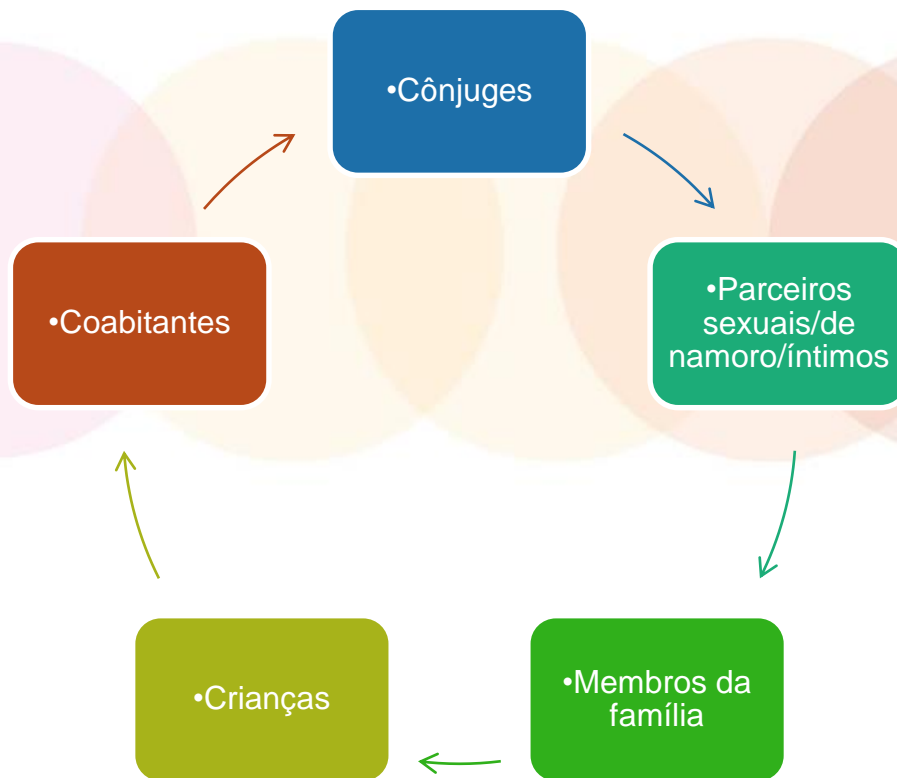 •Cônjuges
•Parceiros
sexuais/de
namoro/íntimos
•Membros da
família
•Crianças
•Coabitantes